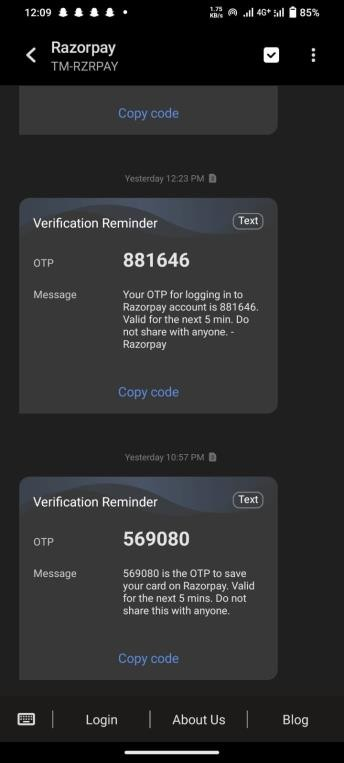 12:09
1.75 KB/s 4G+ 85%
Razorpay
TM-RZRPAY
Copy code
Yesterday 12:23 PM
Verification Reminder Text
OTP 881646
Message Your OTP for logging in to
Razorpay account is 881646.
Valid for the next 5 min. Do
not share with anyone. -
Razorpay
Copy code
Yesterday 10:57 PM
Verification Reminder Text
OTP 569080
Message 569080 is the OTP to save
your card on Razorpay. Valid
for the next 5 mins. Do not
share this with anyone.
Copy code
Login About Us Blog